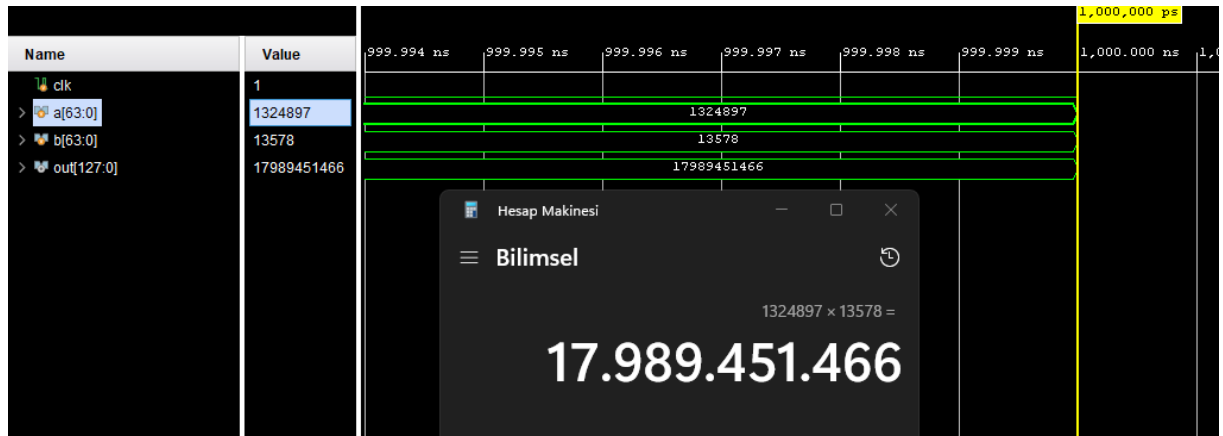 1,000,000 ps
Name Value 999.994 ns 999.995 ns 999.996 ns 999.997 ns 999.998 ns 999.999 ns 1,000.000 ns
clk 1
a[63:0] 1324897 1324897
b[63:0] 13578 13578
out[127:0] 17989451466 17989451466
Hesap Makinesi
Bilimsel
1324897 × 13578 =
17.989.451.466